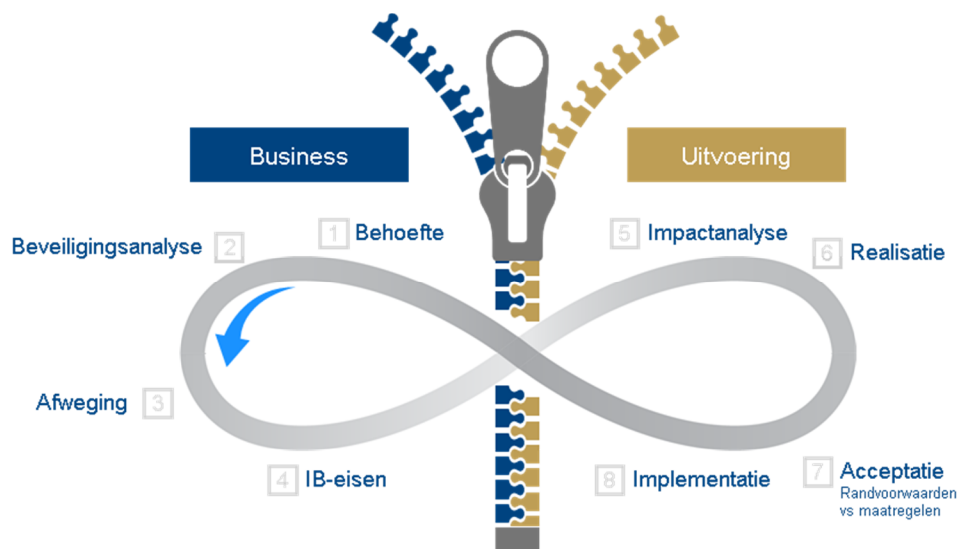 Business
Uitvoering
1 Behoefte
Beveiligingsanalyse 2
Afweging 3
4 IB-eisen
5 Impactanalyse
6 Realisatie
7 Acceptatie
Randvoorwaarden
vs maatregelen
8 Implementatie